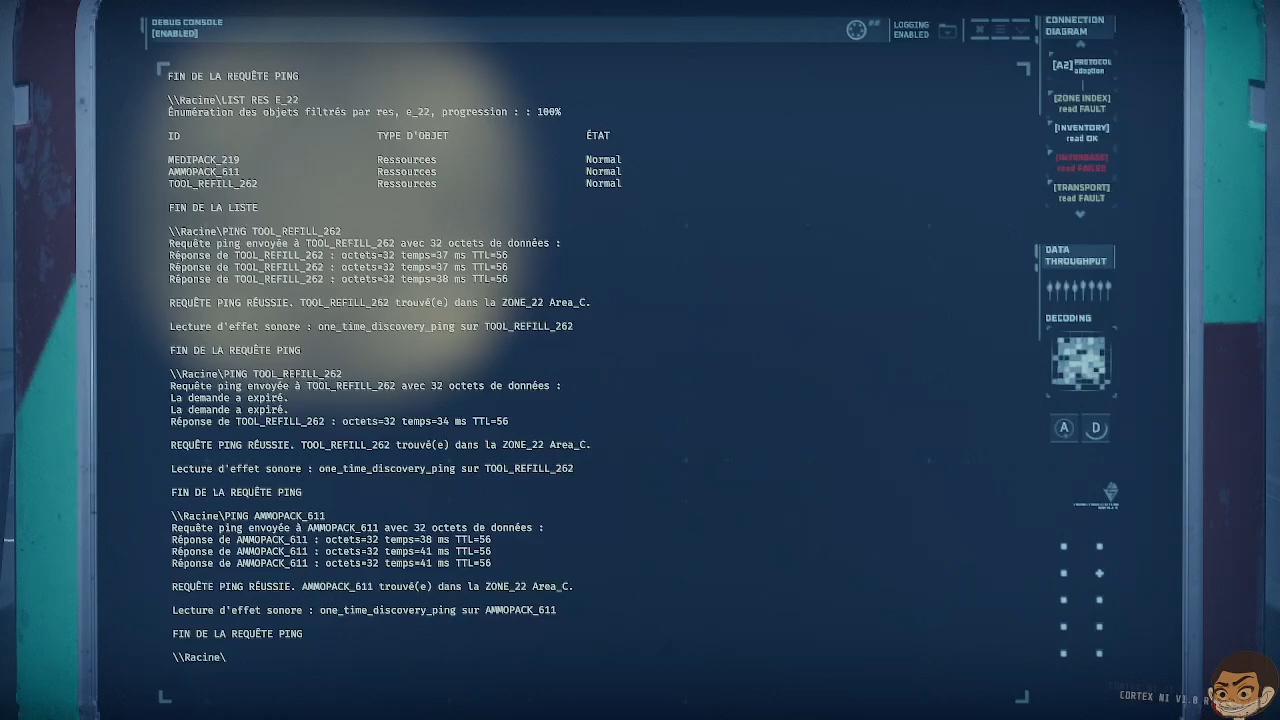 DEBUG CONSOLE
[ENABLED]
LOGGING
ENABLED
FIN DE LA REQUÊTE PING
\\Racine\LIST RES E_22
Énumération des objets filtrés par res, e_22, progression : : 100%
ID TYPE D'OBJET ÉTAT
MEDIPACK_219 Ressources Normal
AMMOPACK_611 Ressources Normal
TOOL_REFILL_262 Ressources Normal
FIN DE LA LISTE
\\Racine\PING TOOL_REFILL_262
Requête ping envoyée à TOOL_REFILL_262 avec 32 octets de données :
Réponse de TOOL_REFILL_262 : octets=32 temps=37 ms TTL=56
Réponse de TOOL_REFILL_262 : octets=32 temps=37 ms TTL=56
Réponse de TOOL_REFILL_262 : octets=32 temps=38 ms TTL=56
REQUÊTE PING RÉUSSIE. TOOL_REFILL_262 trouvé(e) dans la ZONE_22 Area_C.
Lecture d'effet sonore : one_time_discovery_ping sur TOOL_REFILL_262
FIN DE LA REQUÊTE PING
\\Racine\PING TOOL_REFILL_262
Requête ping envoyée à TOOL_REFILL_262 avec 32 octets de données :
La demande a expiré.
La demande a expiré.
Réponse de TOOL_REFILL_262 : octets=32 temps=34 ms TTL=56
REQUÊTE PING RÉUSSIE. TOOL_REFILL_262 trouvé(e) dans la ZONE_22 Area_C.
Lecture d'effet sonore : one_time_discovery_ping sur TOOL_REFILL_262
FIN DE LA REQUÊTE PING
\\Racine\PING AMMOPACK_611
Requête ping envoyée à AMMOPACK_611 avec 32 octets de données :
Réponse de AMMOPACK_611 : octets=32 temps=38 ms TTL=56
Réponse de AMMOPACK_611 : octets=32 temps=41 ms TTL=56
Réponse de AMMOPACK_611 : octets=32 temps=41 ms TTL=56
REQUÊTE PING RÉUSSIE. AMMOPACK_611 trouvé(e) dans la ZONE_22 Area_C.
Lecture d'effet sonore : one_time_discovery_ping sur AMMOPACK_611
FIN DE LA REQUÊTE PING
\\Racine\
CONNECTION
DIAGRAM
[A2] PROTOCOL
adaption
[ZONE INDEX]
read FAULT
[INVENTORY]
read OK
read FAILED
[TRANSPORT]
read FAULT
DATA
THROUGHPUT
DECODING
A D
CORTEX NI V1.0